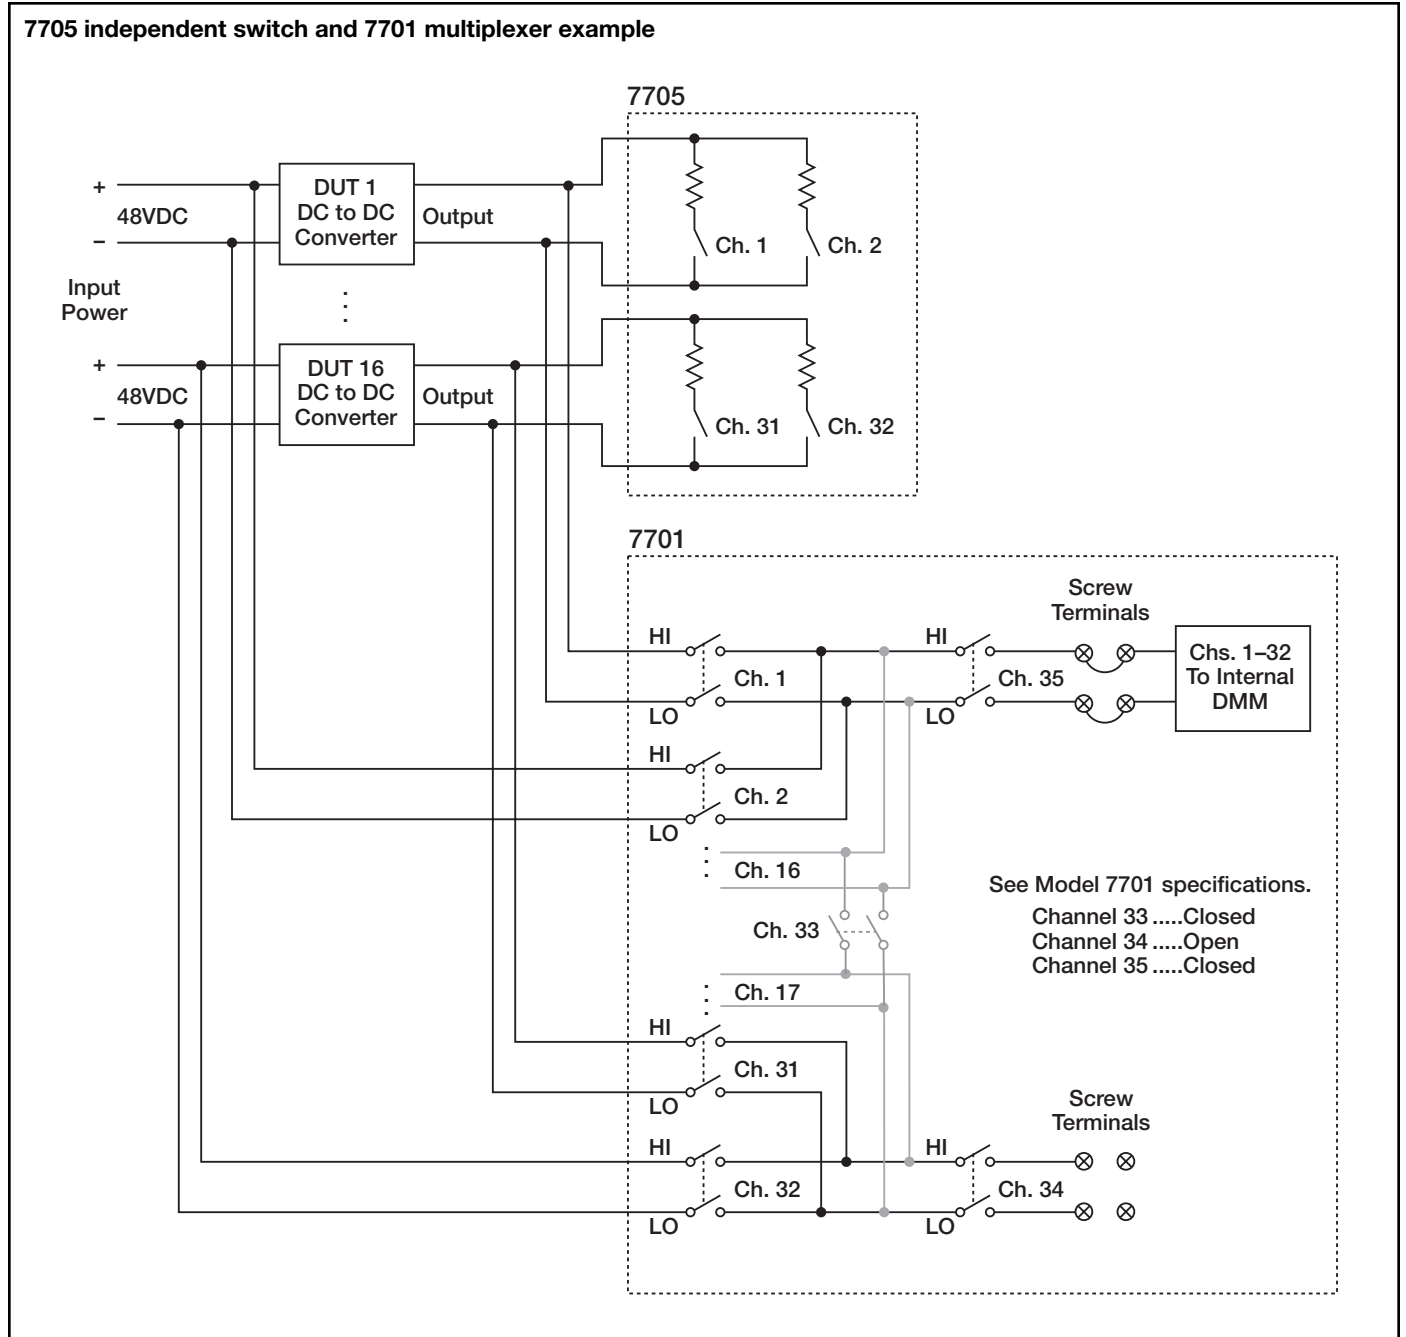 7705 independent switch and 7701 multiplexer example
7705
+
48VDC
–
DUT 1
DC to DC
Converter
Output
Ch. 1
Ch. 2
Input
Power
+
48VDC
–
DUT 16
DC to DC
Converter
Output
Ch. 31
Ch. 32
7701
HI
Ch. 1
LO
HI
Ch. 35
LO
Screw
Terminals
Chs. 1–32
To Internal
DMM
HI
Ch. 2
LO
Ch. 16
Ch. 33
Ch. 17
See Model 7701 specifications.
Channel 33 .....Closed
Channel 34 .....Open
Channel 35 .....Closed
HI
Ch. 31
LO
HI
Ch. 32
LO
HI
Ch. 34
LO
Screw
Terminals